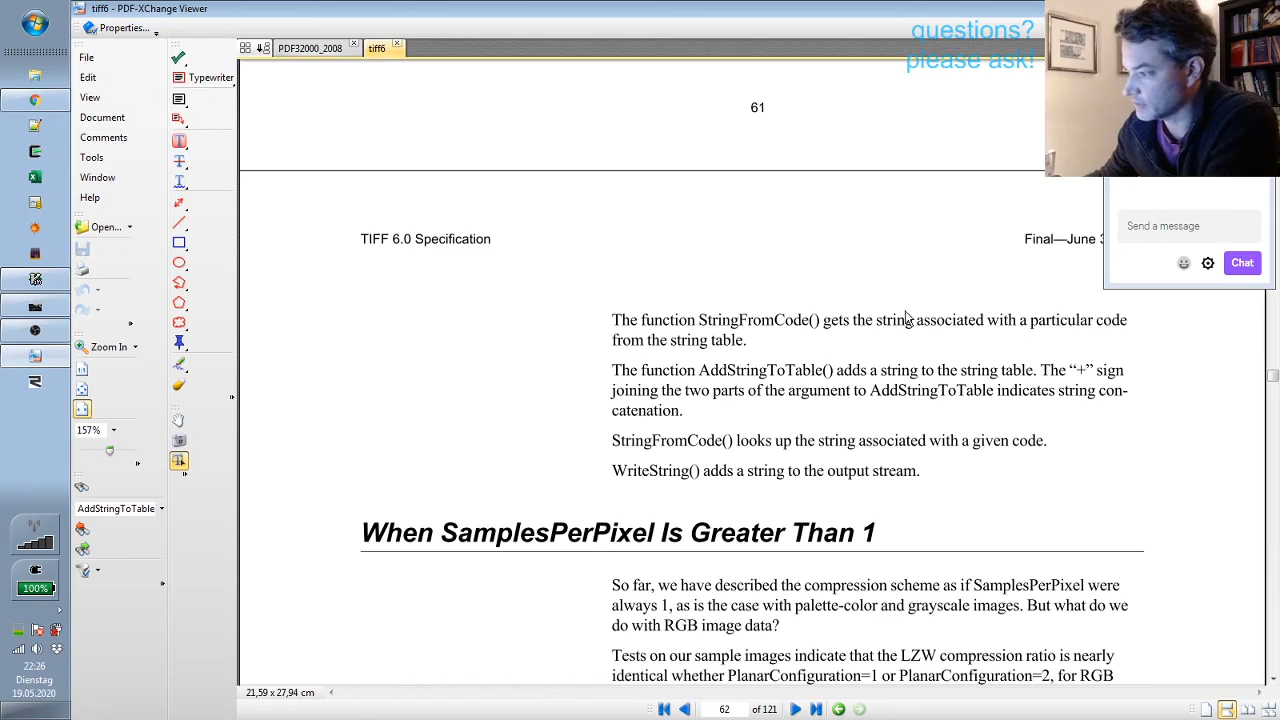 tiff6 - PDF-XChange Viewer
Properties...
questions?
please ask!
PDF32000_2008
tiff6
File
Edit
View
Document
Comments
Tools
Window
Help
Open...
Zoom In
157%
AddStringToTable
Typewriter
61
Send a message
Chat
TIFF 6.0 Specification
Final—June 3
The function StringFromCode() gets the string associated with a particular code
from the string table.
The function AddStringToTable() adds a string to the string table. The “+” sign
joining the two parts of the argument to AddStringToTable indicates string con-
catenation.
StringFromCode() looks up the string associated with a given code.
WriteString() adds a string to the output stream.
When SamplesPerPixel Is Greater Than 1
So far, we have described the compression scheme as if SamplesPerPixel were
always 1, as is the case with palette-color and grayscale images. But what do we
do with RGB image data?
Tests on our sample images indicate that the LZW compression ratio is nearly
identical whether PlanarConfiguration=1 or PlanarConfiguration=2, for RGB
21,59 x 27,94 cm
62
of 121
100%
22:26
Dienstag
19.05.2020